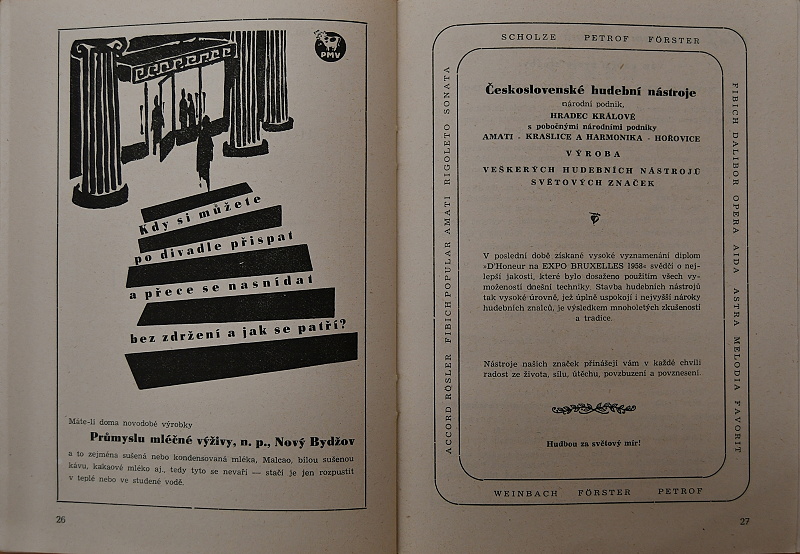 PMV
Kdy si můžete
po divadle přispat
a přece se nasnídat
bez zdržení a jak se patří?
Máte-li doma novodobé výrobky
Průmyslu mléčné výživy, n. p., Nový Bydžov
a to zejména sušená nebo kondensovaná mléka, Malcao, bílou sušenou
kávu, kakaové mléko aj., tedy tyto se nevaří — stačí je jen rozpustit
v teplé nebo ve studené vodě.
26
SCHOLZE PETROF FÖRSTER
ACCORD RÖSLER FIBICH POPULAR AMATI RIGOLETO SONATA
FIBICH DALIBOR OPERA AIDA ASTRA MELODIA FAVORIT
Československé hudební nástroje
národní podnik,
HRADEC KRÁLOVÉ
s pobočnými národními podniky
AMATI - KRASLICE A HARMONIKA - HOŘOVICE
VÝROBA
VEŠKERÝCH HUDEBNÍCH NÁSTROJŮ
SVĚTOVÝCH ZNAČEK
V poslední době získané vysoké vyznamenání diplom
»D'Honeur na EXPO BRUXELLES 1958« svědčí o nej-
lepší jakosti, které bylo dosaženo použitím všech vy-
možeností dnešní techniky. Stavba hudebních nástrojů
tak vysoké úrovně, jež úplně uspokojí i nejvyšší nároky
hudebních znalců, je výsledkem mnoholetých zkušeností
a tradice.
Nástroje našich značek přinášejí vám v každé chvíli
radost ze života, sílu, útěchu, povzbuzení a povznesení.
Hudbou za světový mír!
WEINBACH FÖRSTER PETROF
27